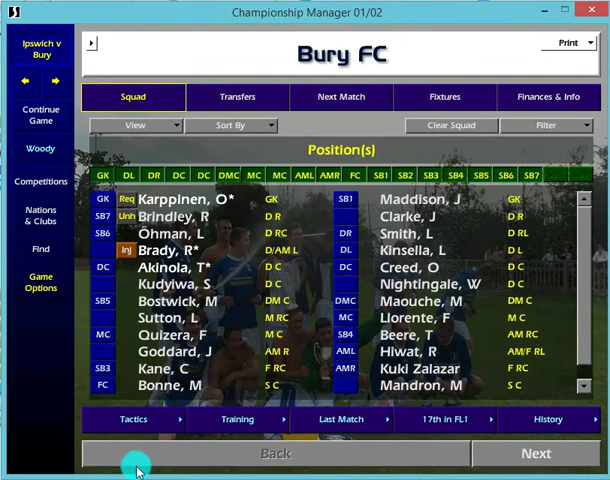 Championship Manager 01/02
Ipswich v
Bury
Continue
Game
Woody
Competitions
Nations
& Clubs
Find
Game
Options
Bury FC
Print
Squad Transfers Next Match Fixtures Finances & Info
View Sort By Clear Squad Filter
Position(s)
GK DL DR DC DC DMC MC MC AML AMR FC SB1 SB2 SB3 SB4 SB5 SB6 SB7
GK Req Karppinen, O* GK SB1 Maddison, J GK
SB7 Unh Brindley, R D R Clarke, J D R
SB6 Öhman, L D RC DR Smith, L D RL
Inj Brady, R* D/AM L DL Kinsella, L D L
DC Akinola, T* D C DC Creed, O D C
Kudyiwa, S D C Nightingale, W D C
SB5 Bostwick, M DM C DMC Maouche, M DM C
Sutton, L M RC MC Llorente, F M C
MC Quizera, F M C SB4 Beere, T AM RC
Goddard, J AM R AML Hiwat, R AM/F RL
SB3 Kane, C F RC AMR Kuki Zalazar
FC Bonne, M S C Mandron, M S C
Tactics Training Last Match 17th in FL1 History
Back Next